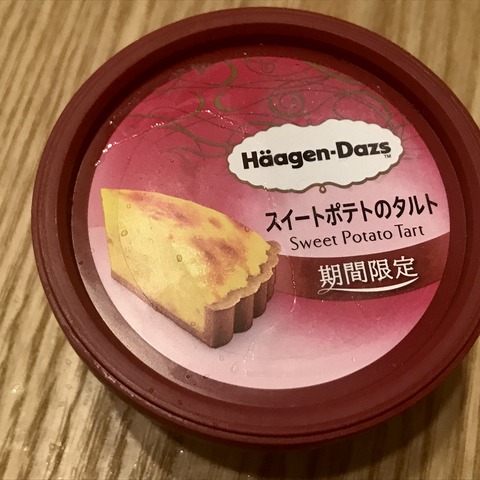 Häagen-Dazs™
スイートポテトのタルト
Sweet Potato Tart
期間限定